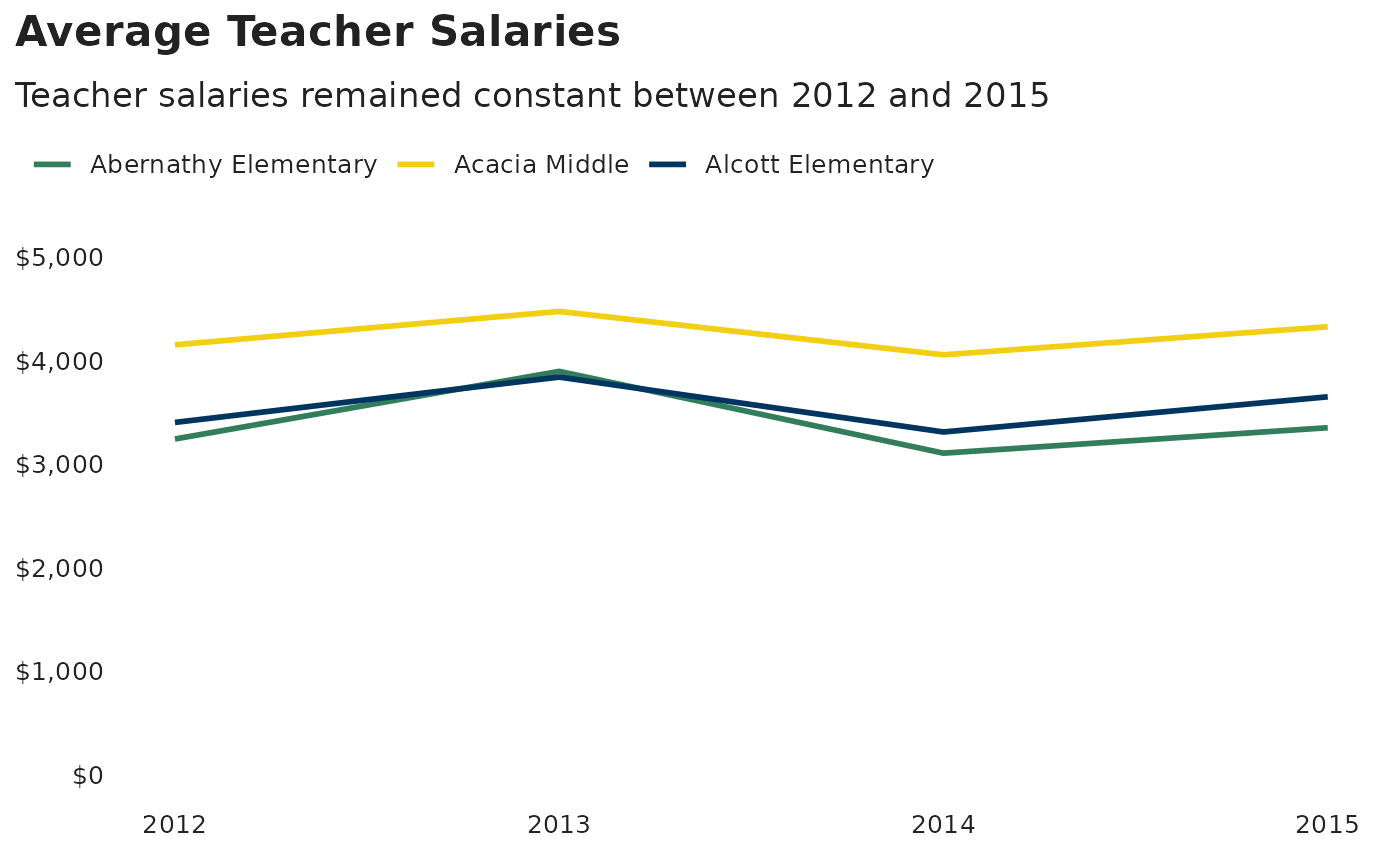 Average Teacher Salaries
Teacher salaries remained constant between 2012 and 2015
Abernathy Elementary Acacia Middle Alcott Elementary
$5,000
$4,000
$3,000
$2,000
$1,000
$0
2012 2013 2014 2015